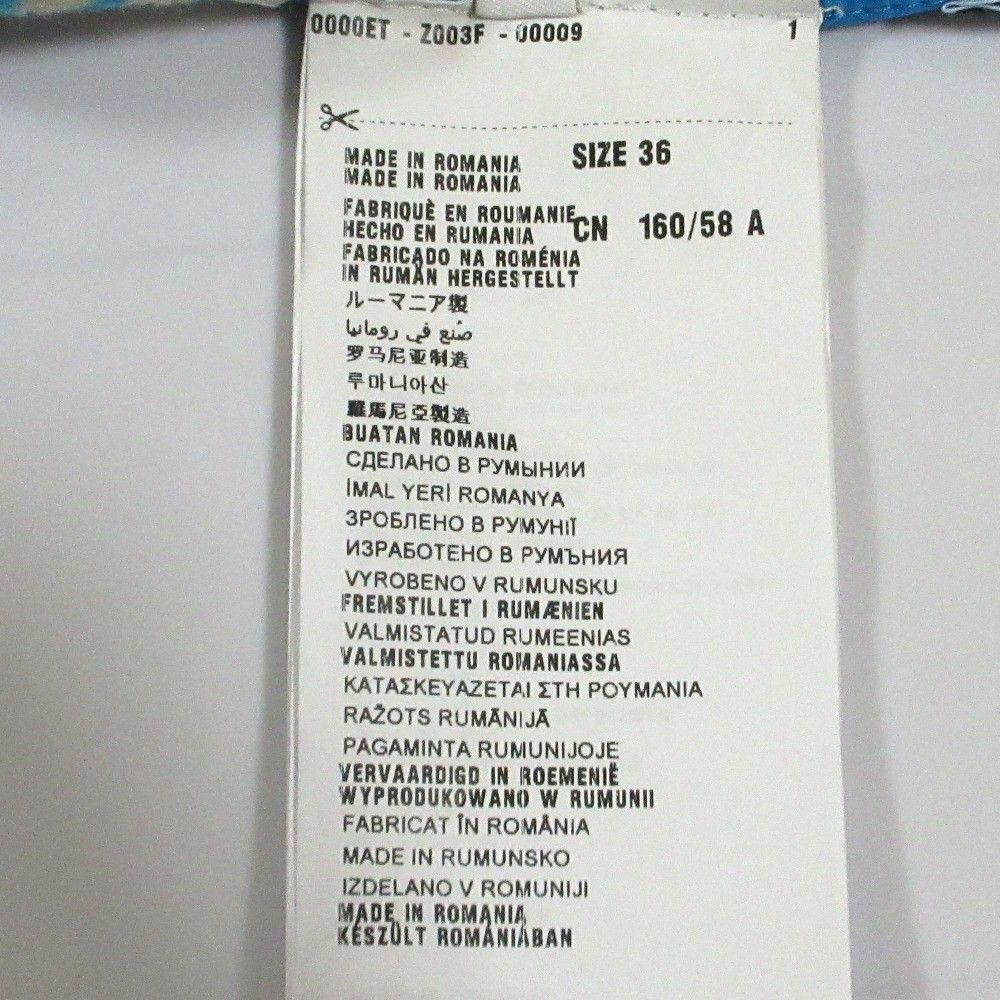 0000ET - Z003F - 00009 1
MADE IN ROMANIA SIZE 36
MADE IN ROMANIA
FABRIQUÈ EN ROUMANIE
HECHO EN RUMANIA CN 160/58 A
FABRICADO NA ROMÉNIA
IN RUMÄN HERGESTELLT
ルーマニア製
صُنع في رومانيا
罗马尼亚制造
루마니아산
羅馬尼亞製造
BUATAN ROMANIA
СДЕЛАНО В РУМЫНИИ
İMAL YERİ ROMANYA
ЗРОБЛЕНО В РУМУНІЇ
ИЗРАБОТЕНО В РУМЪНИЯ
VYROBENO V RUMUNSKU
FREMSTILLET I RUMÆNIEN
VALMISTATUD RUMEENIAS
VALMISTETTU ROMANIASSA
ΚΑΤΑΣΚΕΥΑΖΕΤΑΙ ΣΤΗ ΡΟΥΜΑΝΙΑ
RAŽOTS RUMĀNIJĀ
PAGAMINTA RUMUNIJOJE
VERVAARDIGD IN ROEMENIË
WYPRODUKOWANO W RUMUNII
FABRICAT ÎN ROMÂNIA
MADE IN RUMUNSKO
IZDELANO V ROMUNIJI
MADE IN ROMANIA
KÉSZÜLT ROMÁNIÁBAN